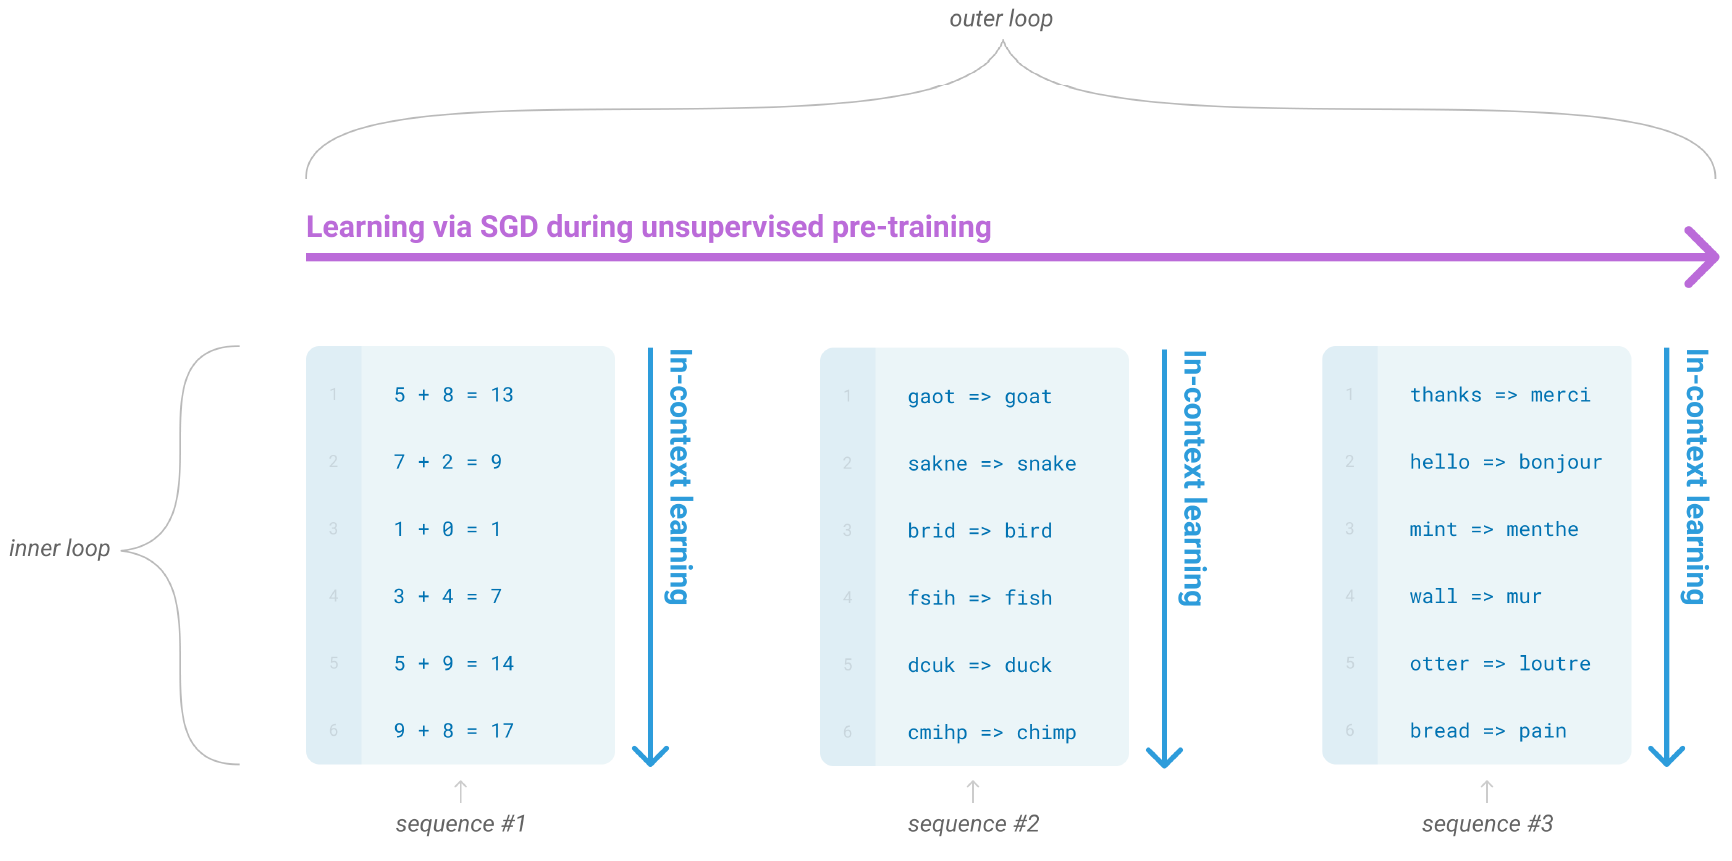 outer loop
Learning via SGD during unsupervised pre-training
inner loop
1 5 + 8 = 13
2 7 + 2 = 9
3 1 + 0 = 1
4 3 + 4 = 7
5 5 + 9 = 14
6 9 + 8 = 17
In-context learning
sequence #1
1 gaot => goat
2 sakne => snake
3 brid => bird
4 fsih => fish
5 dcuk => duck
6 cmihp => chimp
In-context learning
sequence #2
1 thanks => merci
2 hello => bonjour
3 mint => menthe
4 wall => mur
5 otter => loutre
6 bread => pain
In-context learning
sequence #3